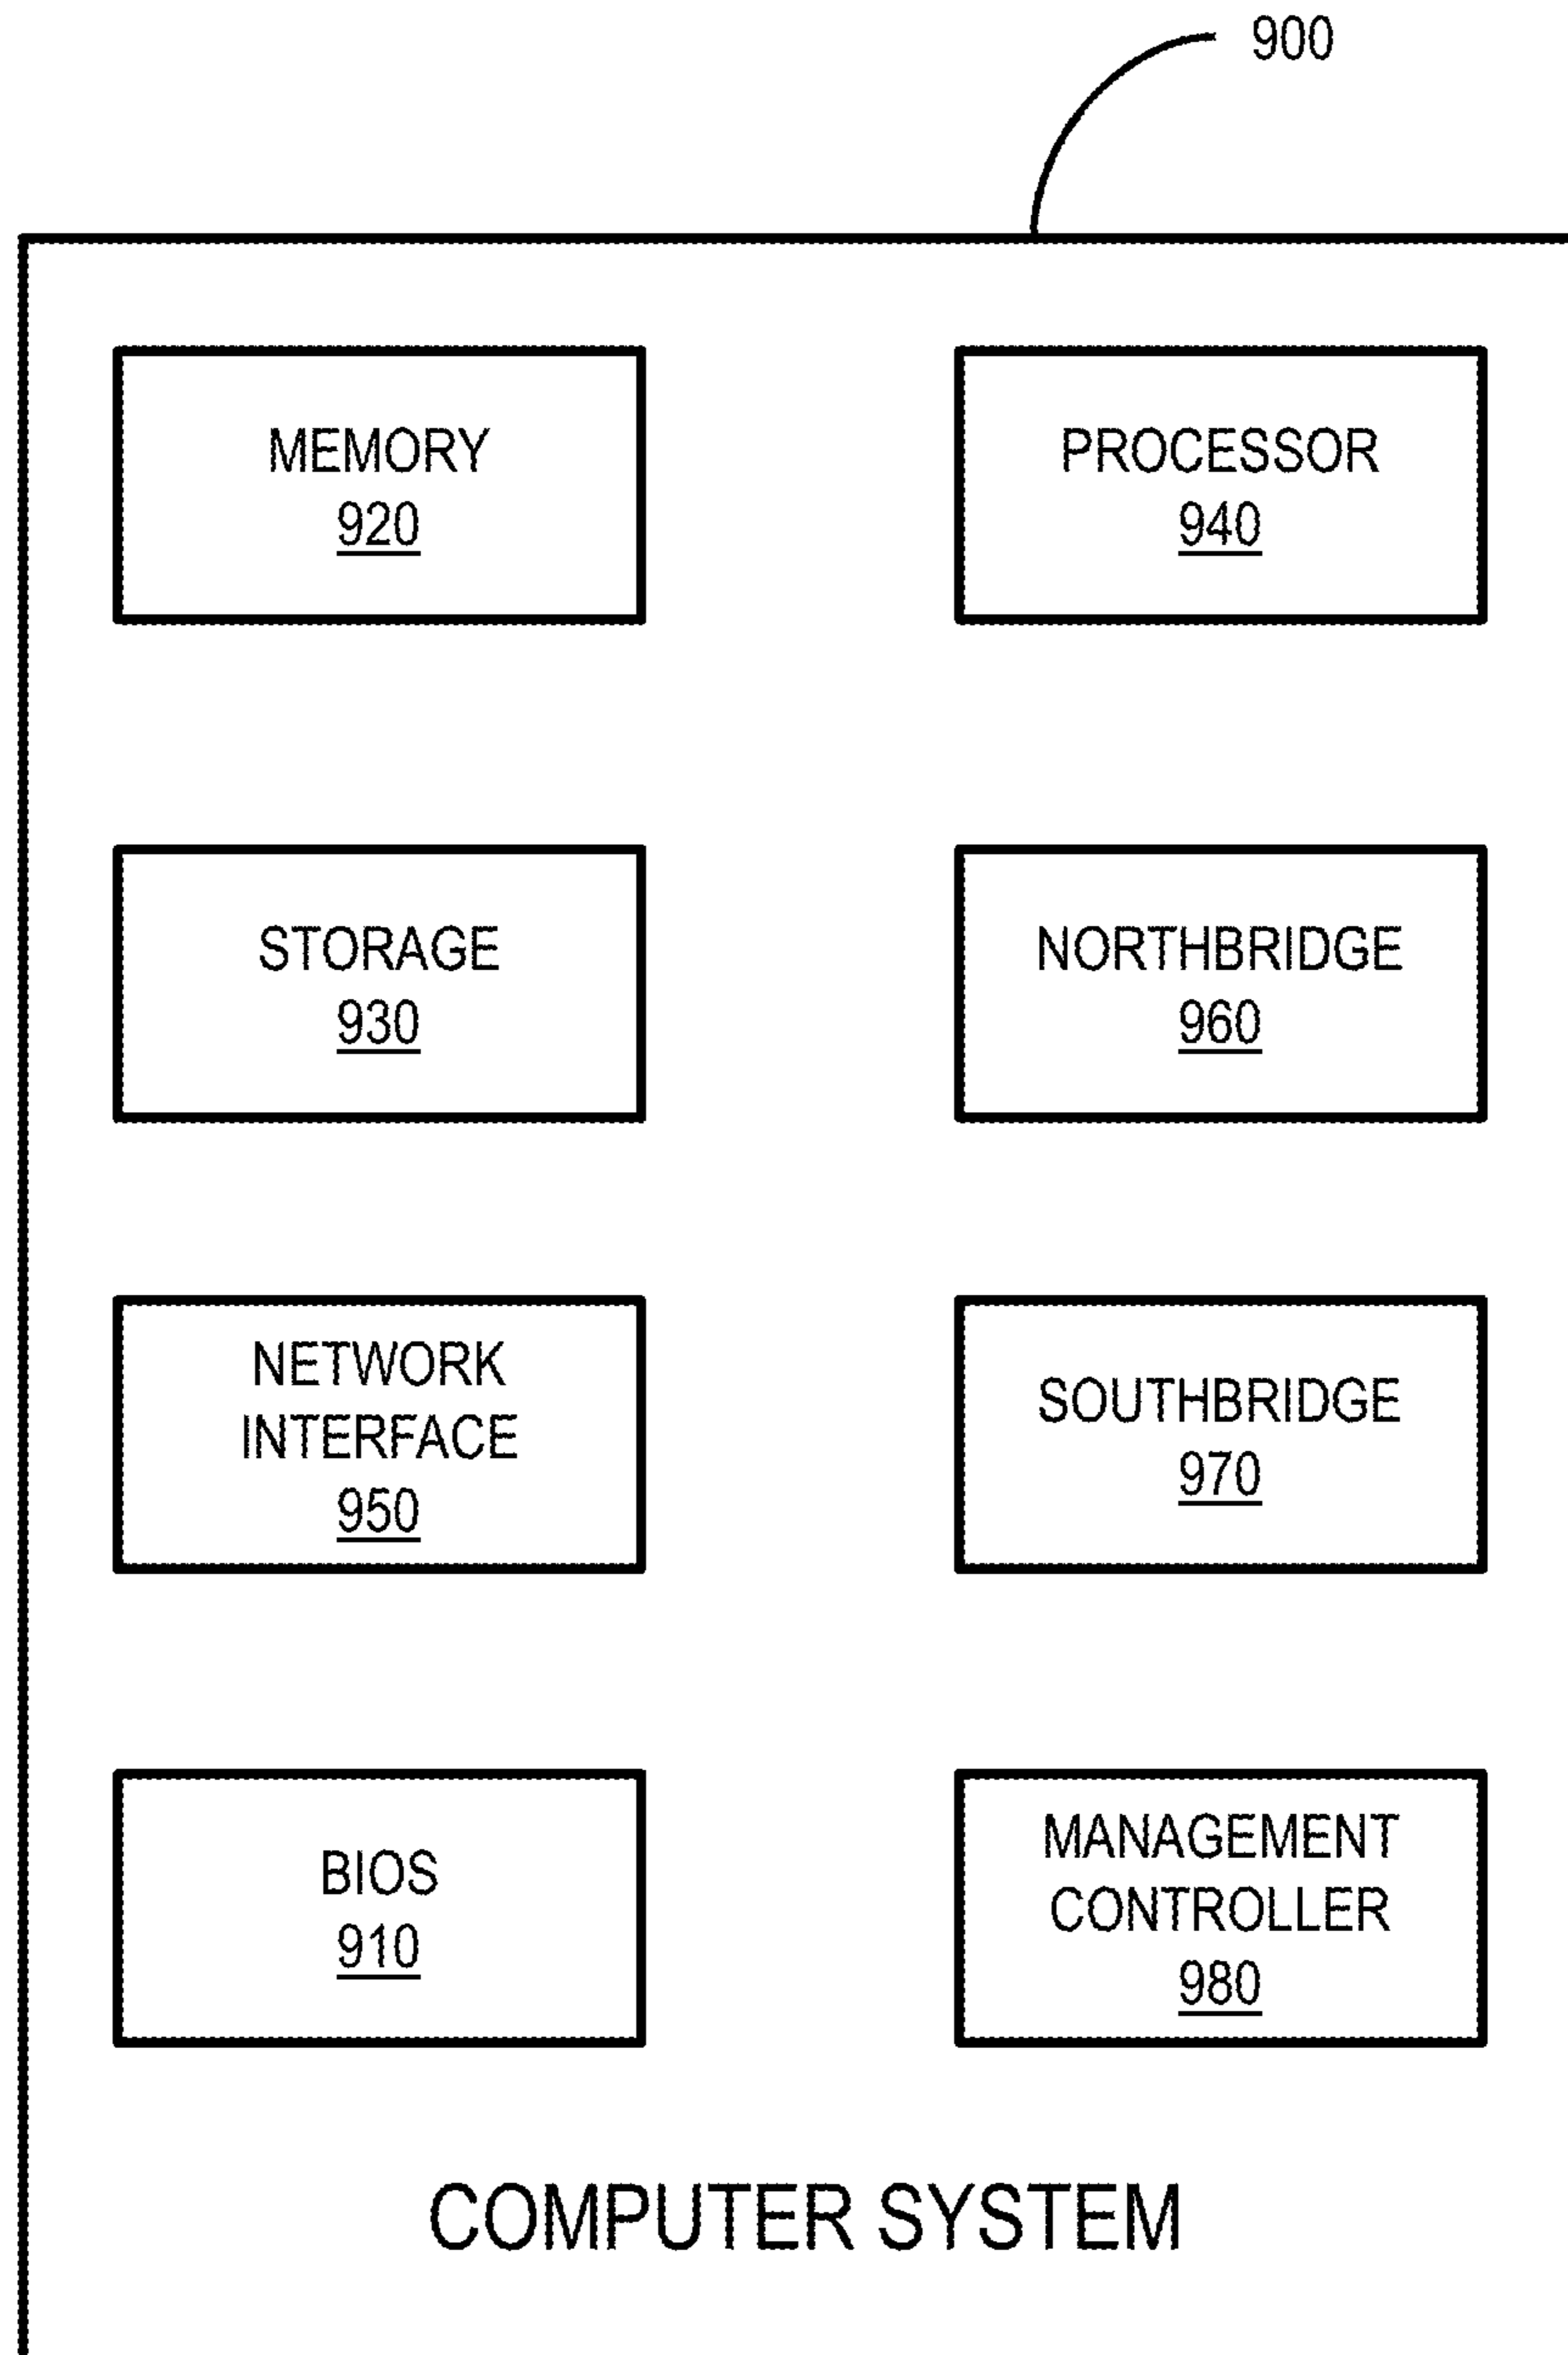 900
MEMORY
920
PROCESSOR
940
STORAGE
930
NORTHBRIDGE
960
NETWORK
INTERFACE
950
SOUTHBRIDGE
970
BIOS
910
MANAGEMENT
CONTROLLER
980
COMPUTER SYSTEM